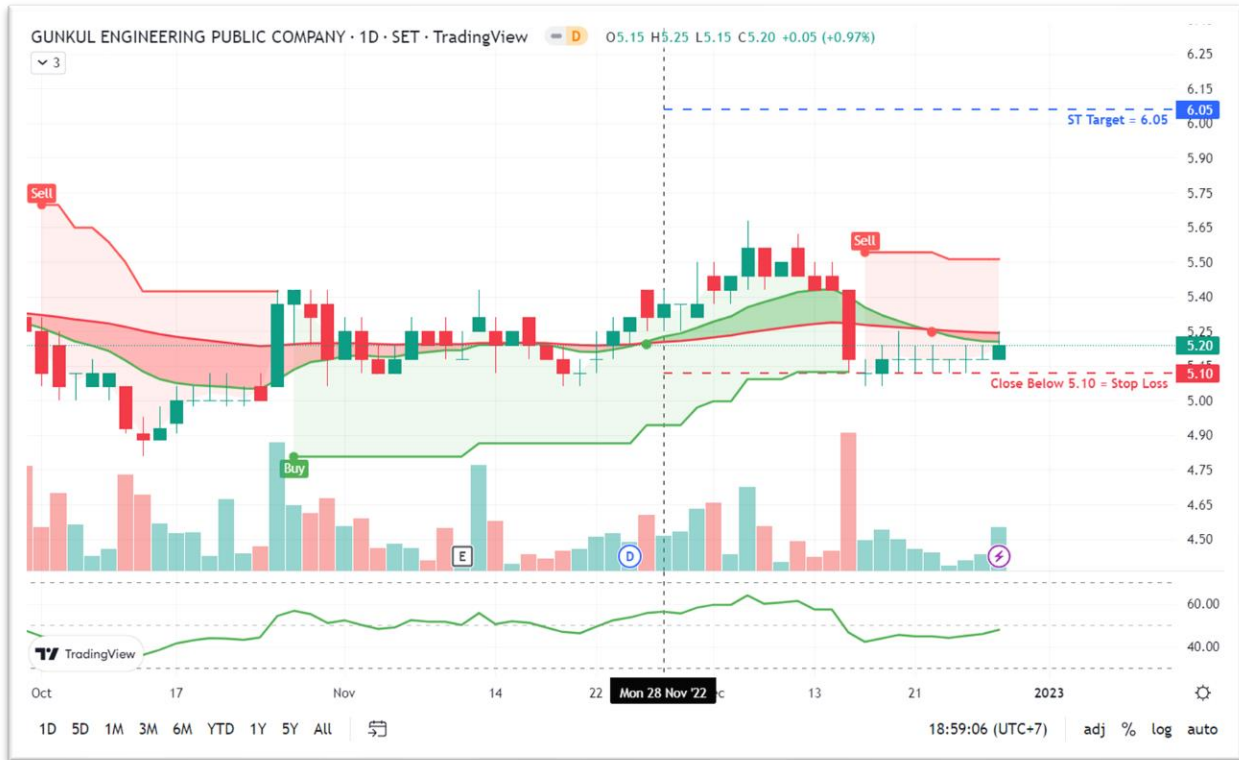 GUNKUL ENGINEERING PUBLIC COMPANY · 1D · SET · TradingView D O5.15 H5.25 L5.15 C5.20 +0.05 (+0.97%)
3
6.25
6.15
6.05
ST Target = 6.05
6.00
5.90
5.75
Sell
5.65
Sell
5.50
5.40
5.25
5.20
5.10
Close Below 5.10 = Stop Loss
5.00
4.90
Buy
4.75
4.65
4.50
E
D
60.00
40.00
TradingView
Oct 17 Nov 14 22 Mon 28 Nov '22 13 21 2023
1D 5D 1M 3M 6M YTD 1Y 5Y All 18:59:06 (UTC+7) adj % log auto